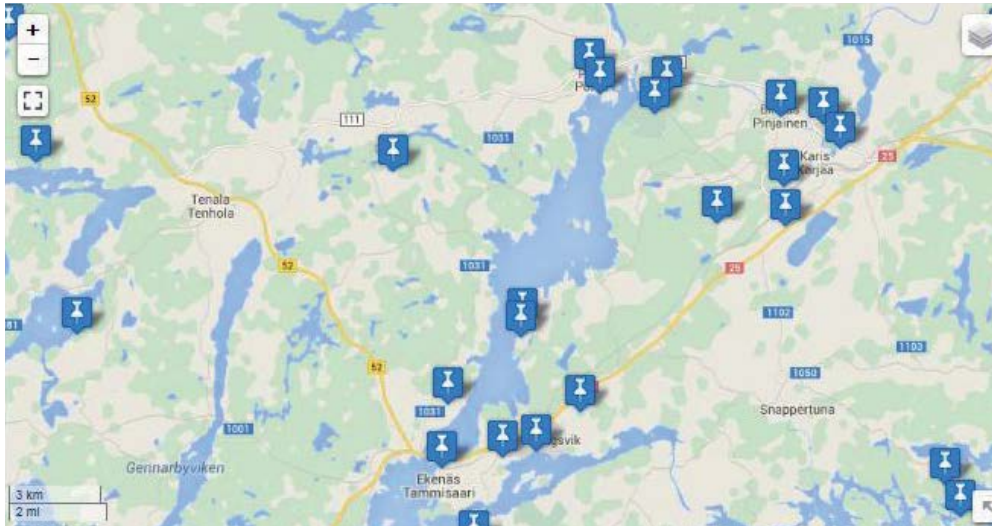 +
−
1015
52
111
1031
Pinjainen
Karis
Karjaa
25
Tenala
Tenhola
52
1031
25
1102
1103
52
1050
1031
Snappertuna
1001
Gennarbyviken
Ekenäs
Tammisaari
3 km
2 mi